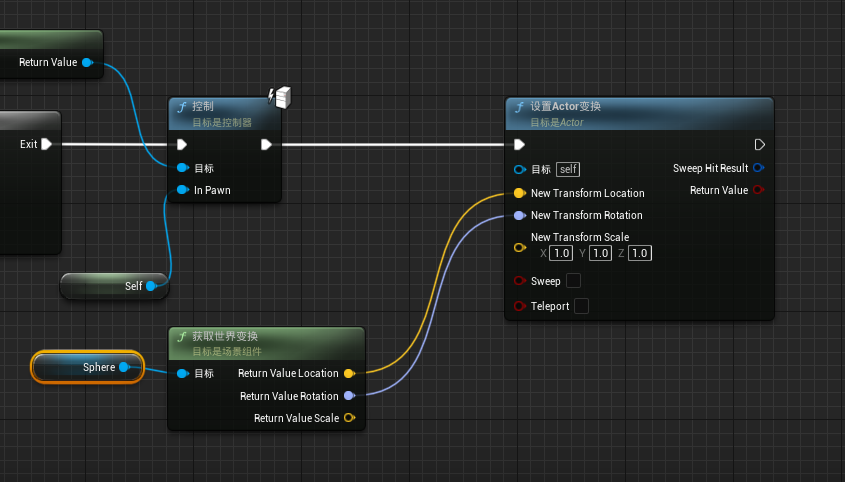 Return Value
Exit
f 控制
目标是控制器
目标
In Pawn
Self
Sphere
f 获取世界变换
目标是场景组件
目标 Return Value Location
Return Value Rotation
Return Value Scale
f 设置Actor变换
目标是Actor
目标 self Sweep Hit Result
New Transform Location Return Value
New Transform Rotation
New Transform Scale
X 1.0 Y 1.0 Z 1.0
Sweep
Teleport